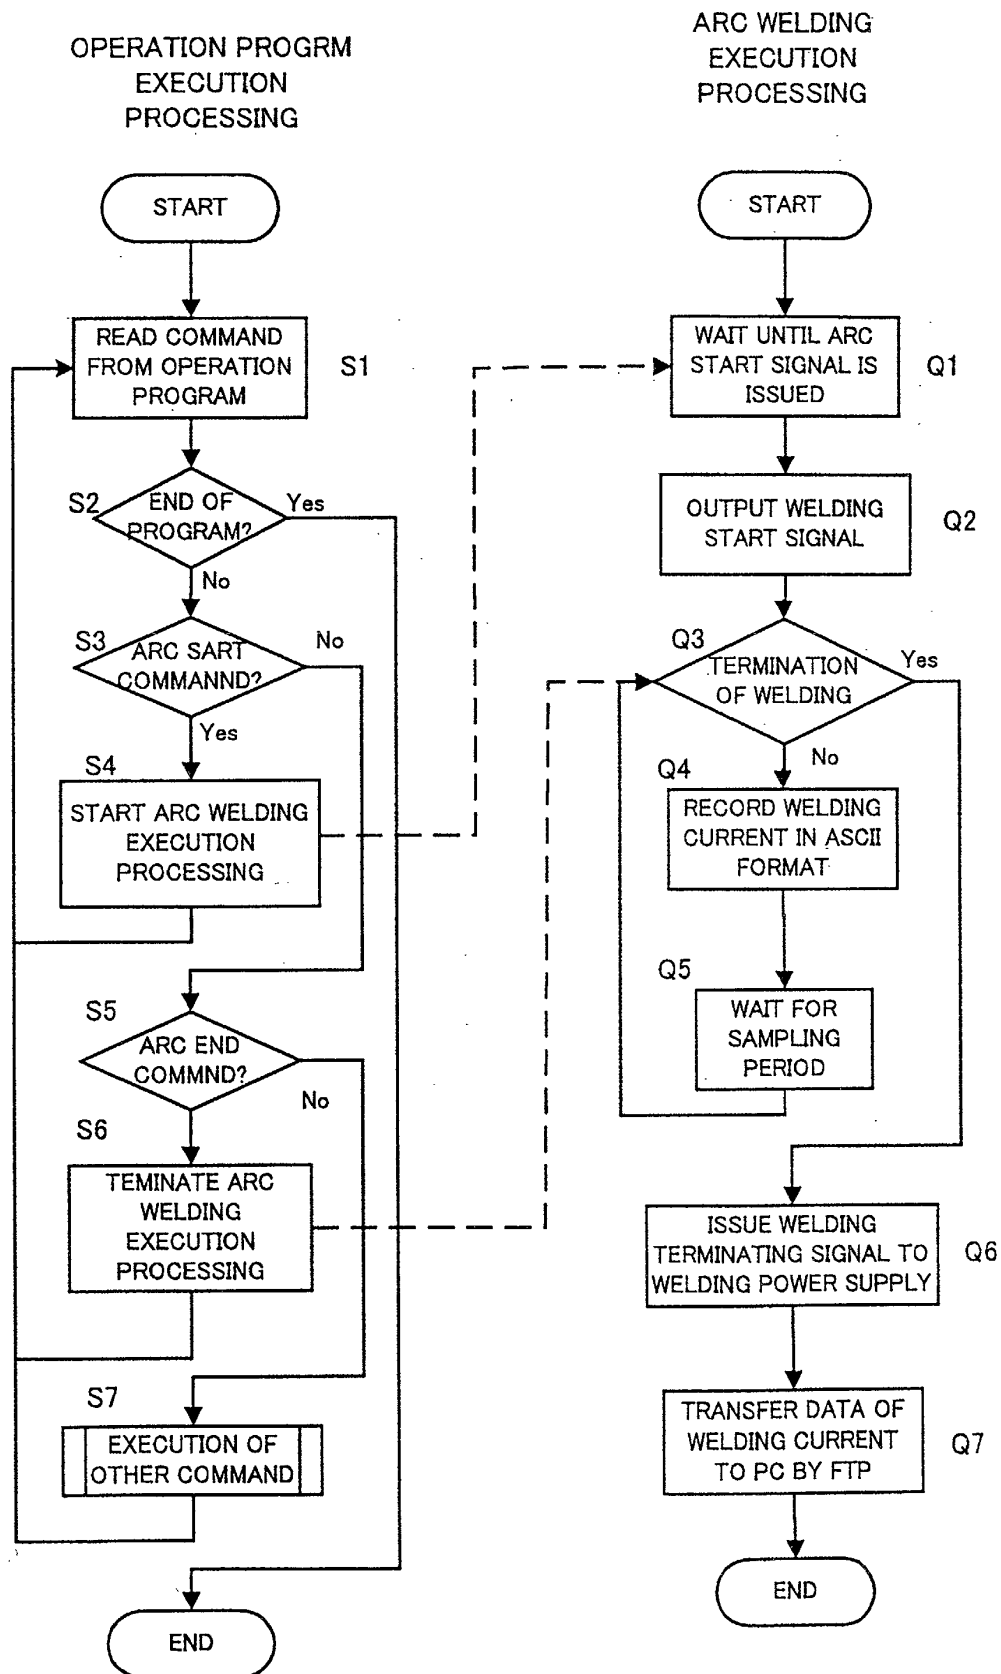 OPERATION PROGRM
EXECUTION
PROCESSING
START
READ COMMAND
FROM OPERATION
PROGRAM
S1
S2
END OF
PROGRAM?
Yes
No
S3
ARC SART
COMMANND?
No
Yes
S4
START ARC WELDING
EXECUTION
PROCESSING
S5
ARC END
COMMND?
No
S6
TEMINATE ARC
WELDING
EXECUTION
PROCESSING
S7
EXECUTION OF
OTHER COMMAND
END
ARC WELDING
EXECUTION
PROCESSING
START
WAIT UNTIL ARC
START SIGNAL IS
ISSUED
Q1
OUTPUT WELDING
START SIGNAL
Q2
Q3
TERMINATION
OF WELDING
Yes
No
Q4
RECORD WELDING
CURRENT IN ASCII
FORMAT
Q5
WAIT FOR
SAMPLING
PERIOD
ISSUE WELDING
TERMINATING SIGNAL TO
WELDING POWER SUPPLY
Q6
TRANSFER DATA OF
WELDING CURRENT
TO PC BY FTP
Q7
END